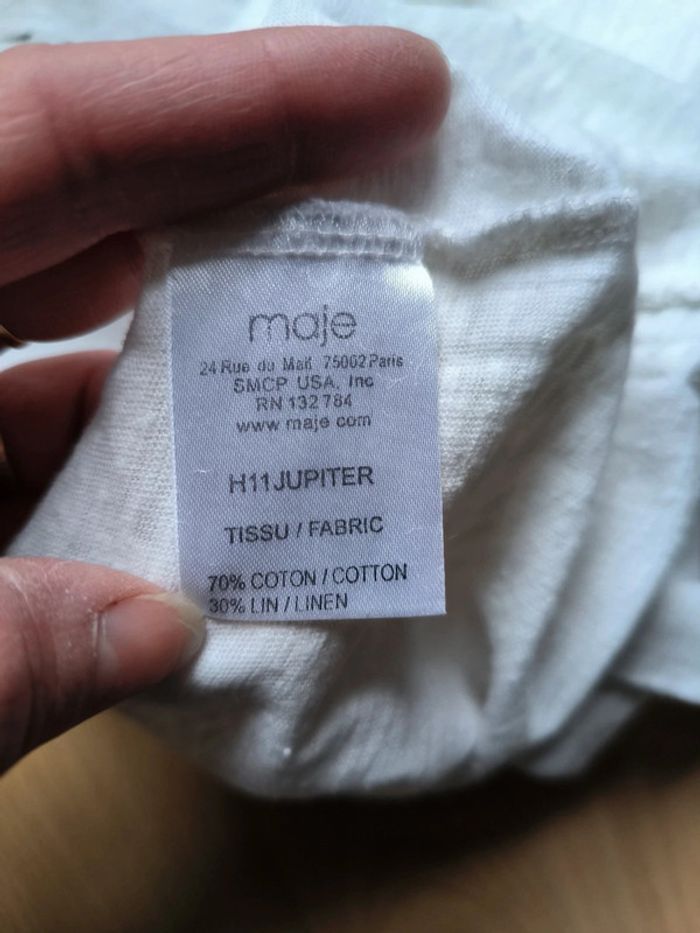 maje
24 Rue du Mail 75002 Paris
SMCP USA, Inc
RN 132 784
www maje com
H11JUPITER
TISSU / FABRIC
70% COTON / COTTON
30% LIN / LINEN